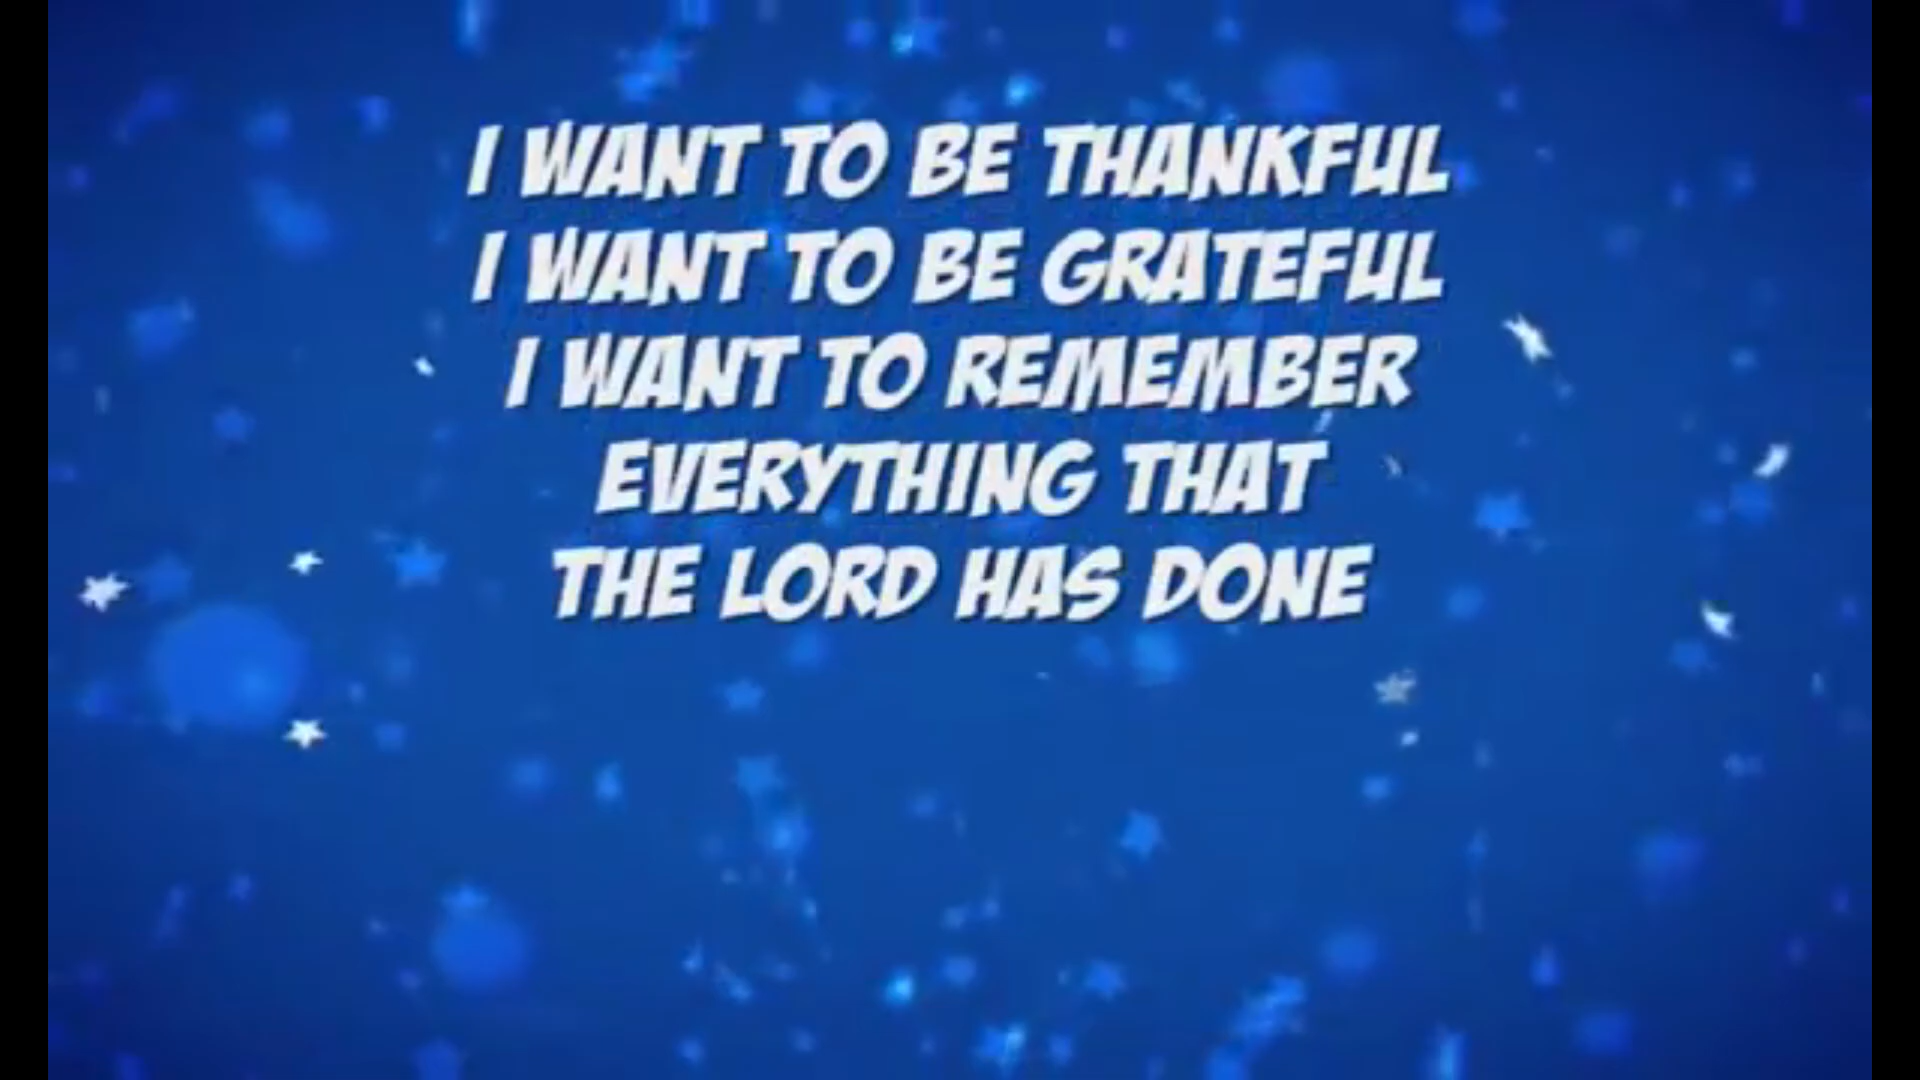 I WANT TO BE THANKFUL
I WANT TO BE GRATEFUL
I WANT TO REMEMBER
EVERYTHING THAT
THE LORD HAS DONE